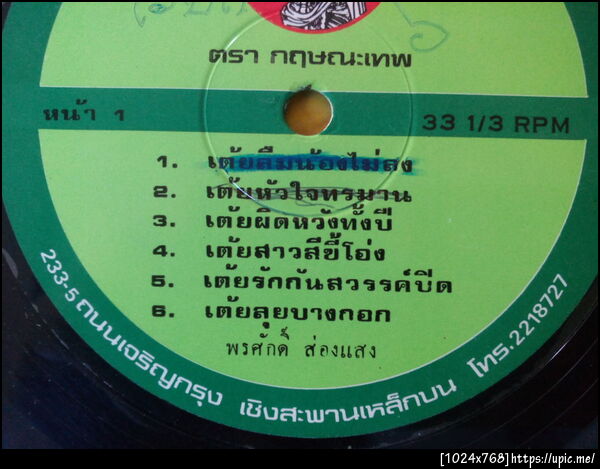 ตรา กฤษณะเทพ
หน้า 1
33 1/3 RPM
1. เต้ยลืมน้องไม่ลง
2. เต้ยหัวใจทรมาน
3. เต้ยผิดหวังทั้งปี
4. เต้ยสาวสีขี้โอ่ง
5. เต้ยรักกันสวรรค์ปิด
6. เต้ยลุยบางกอก
พรศักดิ์ ส่องแสง
233-5 ถนนเจริญกรุง เชิงสะพานเหล็กบน โทร.2218727
[1024x768]https://upic.me/